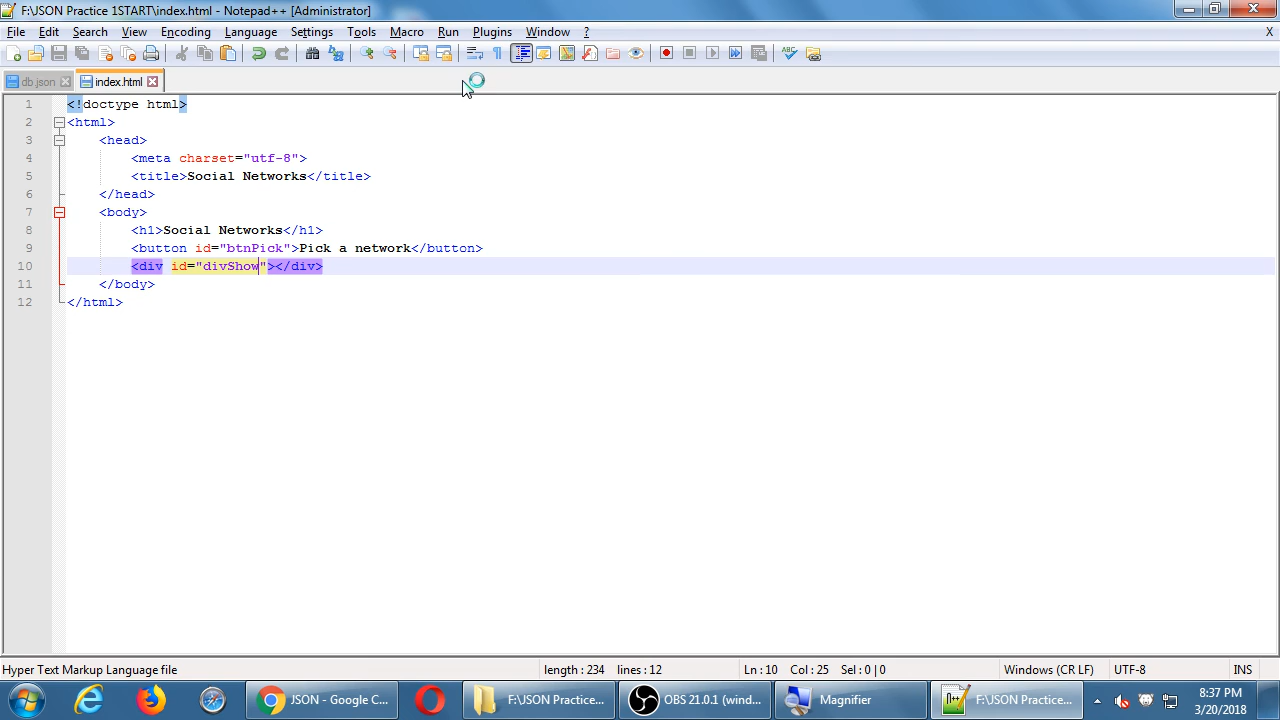 F:\JSON Practice 1START\index.html - Notepad++ [Administrator]
File Edit Search View Encoding Language Settings Tools Macro Run Plugins Window ? X
db.json index.html
1 <!doctype html>
2 <html>
3 <head>
4 <meta charset="utf-8">
5 <title>Social Networks</title>
6 </head>
7 <body>
8 <h1>Social Networks</h1>
9 <button id="btnPick">Pick a network</button>
10 <div id="divShow"></div>
11 </body>
12 </html>
Hyper Text Markup Language file length : 234 lines : 12 Ln : 10 Col : 25 Sel : 0 | 0 Windows (CR LF) UTF-8 INS
JSON - Google C... F:\JSON Practice... OBS 21.0.1 (wind... Magnifier F:\JSON Practice... 8:37 PM
3/20/2018